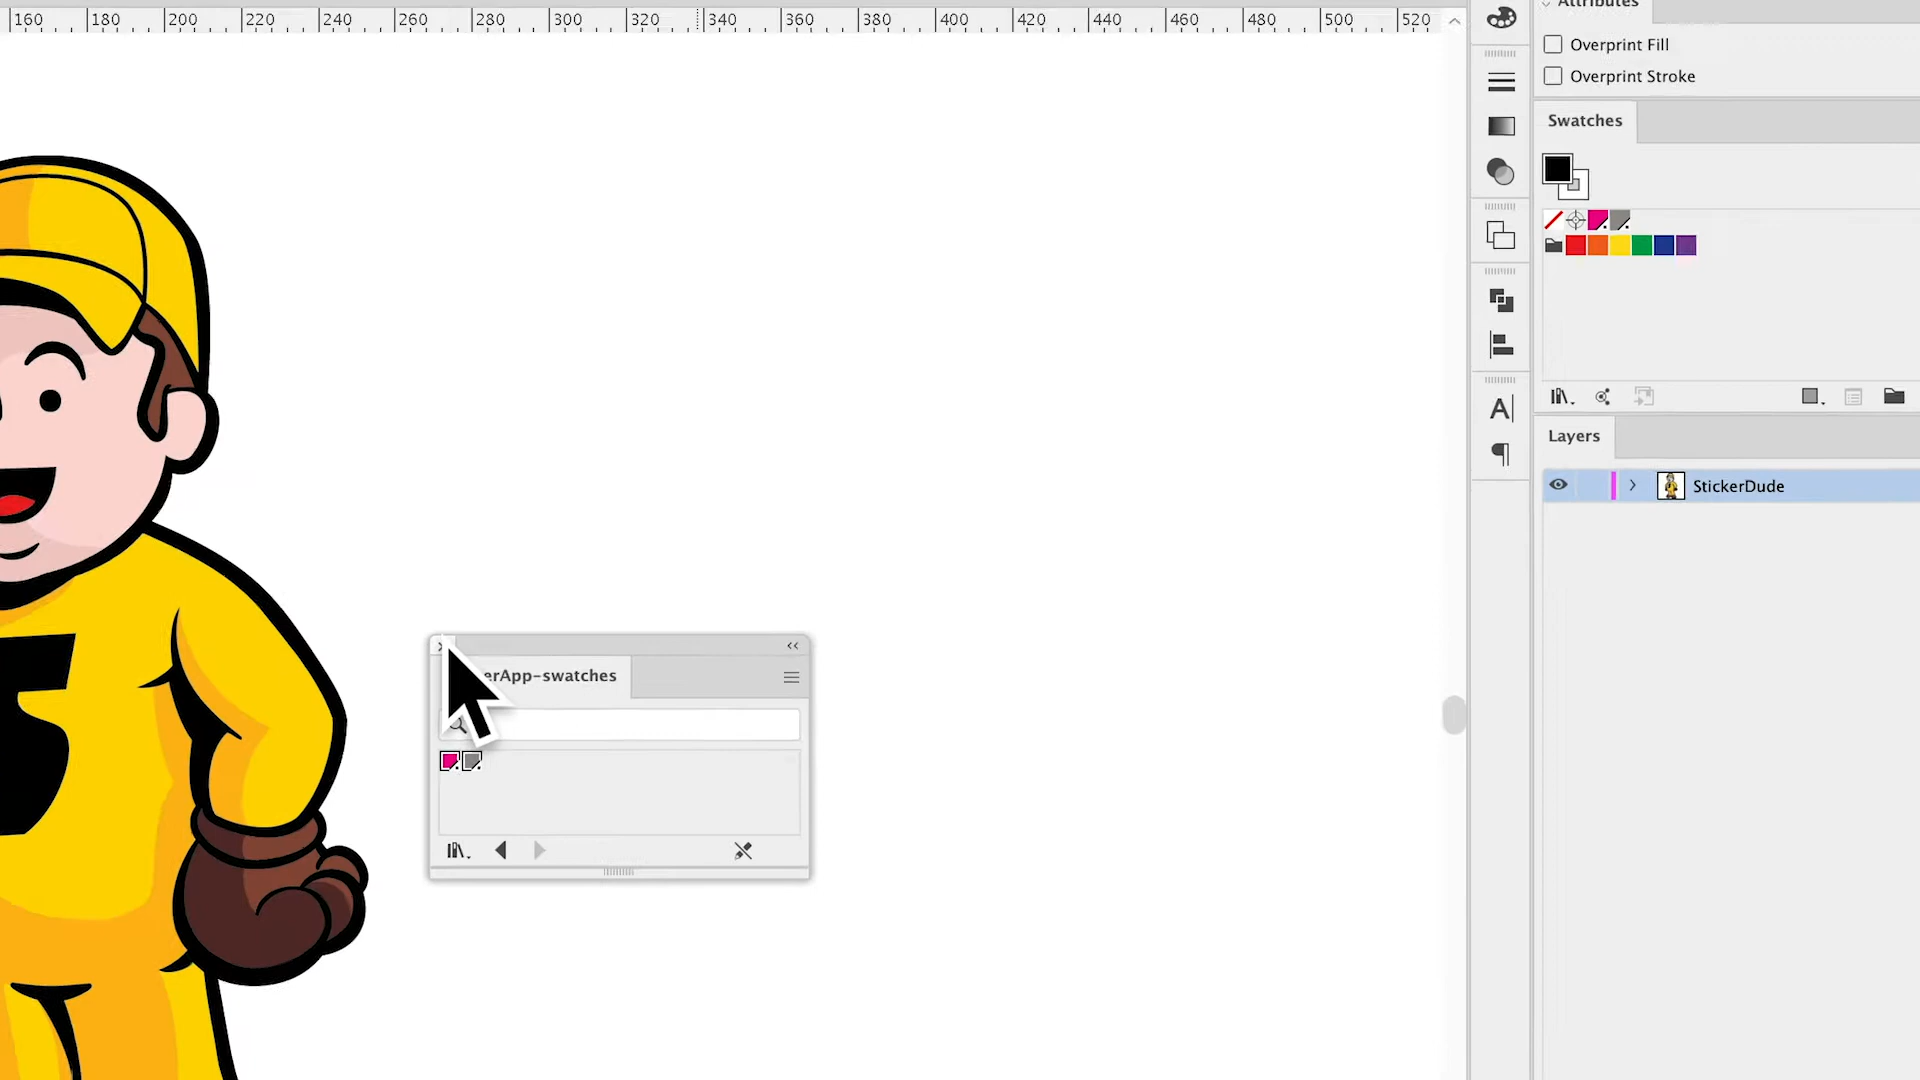 160 180 200 220 240 260 280 300 320 340 360 380 400 420 440 460 480 500 520
Attributes
Overprint Fill
Overprint Stroke
Swatches
Layers
StickerDude
erApp-swatches
5